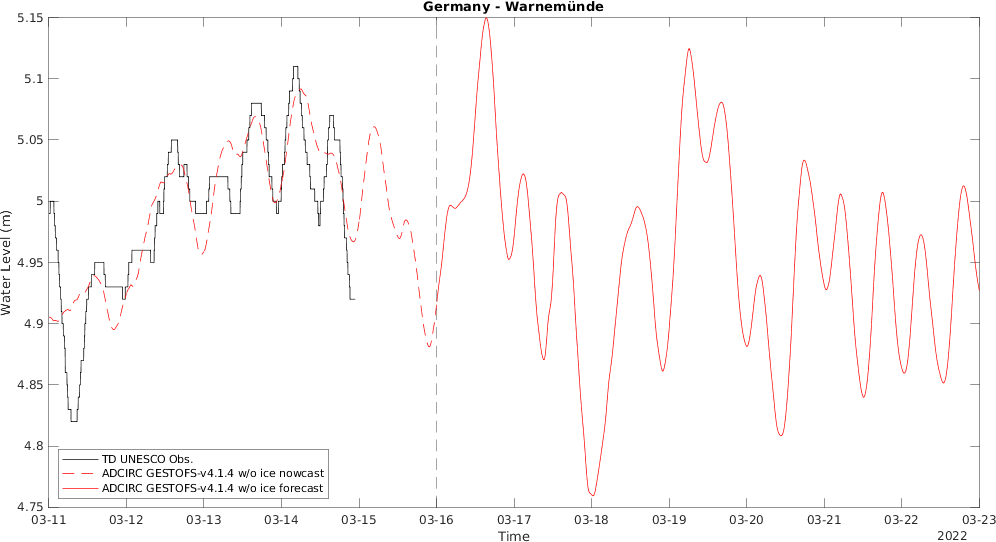 Germany - Warnemünde
5.15
5.1
5.05
5
4.95
4.9
4.85
4.8
4.75
Water Level (m)
TD UNESCO Obs.
ADCIRC GESTOFS-v4.1.4 w/o ice nowcast
ADCIRC GESTOFS-v4.1.4 w/o ice forecast
03-11 03-12 03-13 03-14 03-15 03-16 03-17 03-18 03-19 03-20 03-21 03-22 03-23
Time
2022